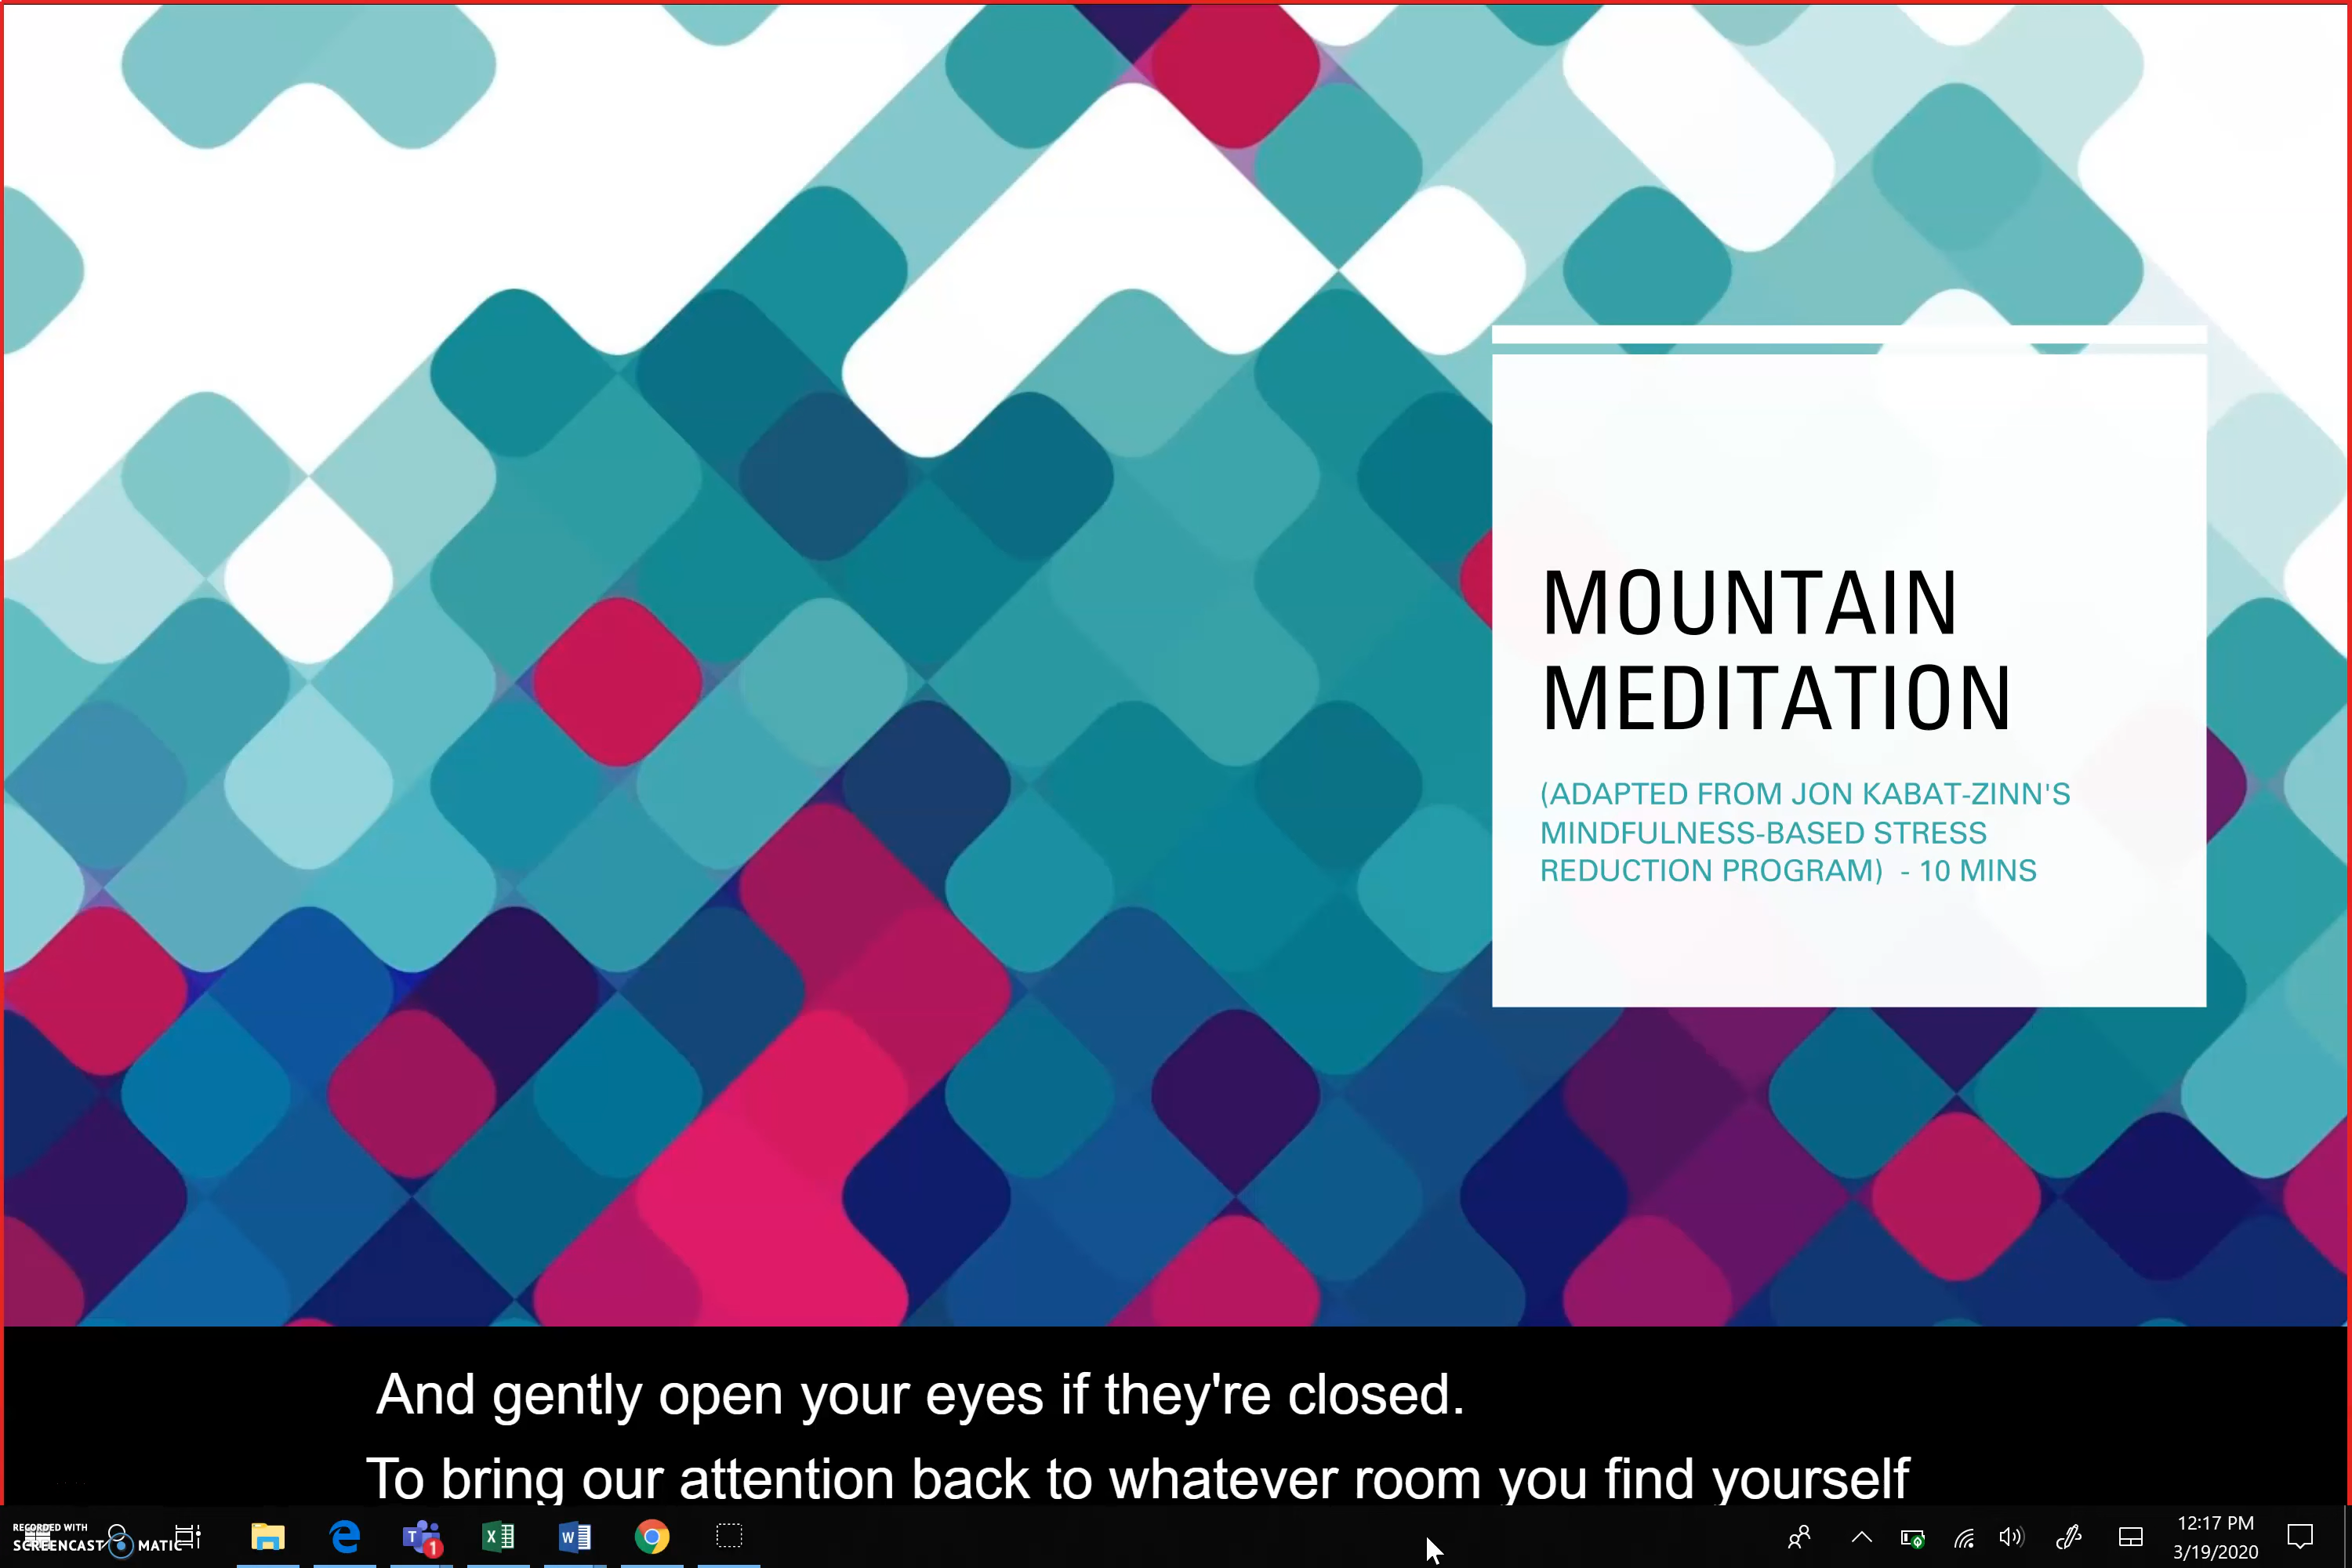 MOUNTAIN
MEDITATION
(ADAPTED FROM JON KABAT-ZINN'S
MINDFULNESS-BASED STRESS
REDUCTION PROGRAM)  - 10 MINS
And gently open your eyes if they're closed.
To bring our attention back to whatever room you find yourself
RECORDED WITH
SCREENCAST MATIC
T
1
X
W
12:17 PM
3/19/2020